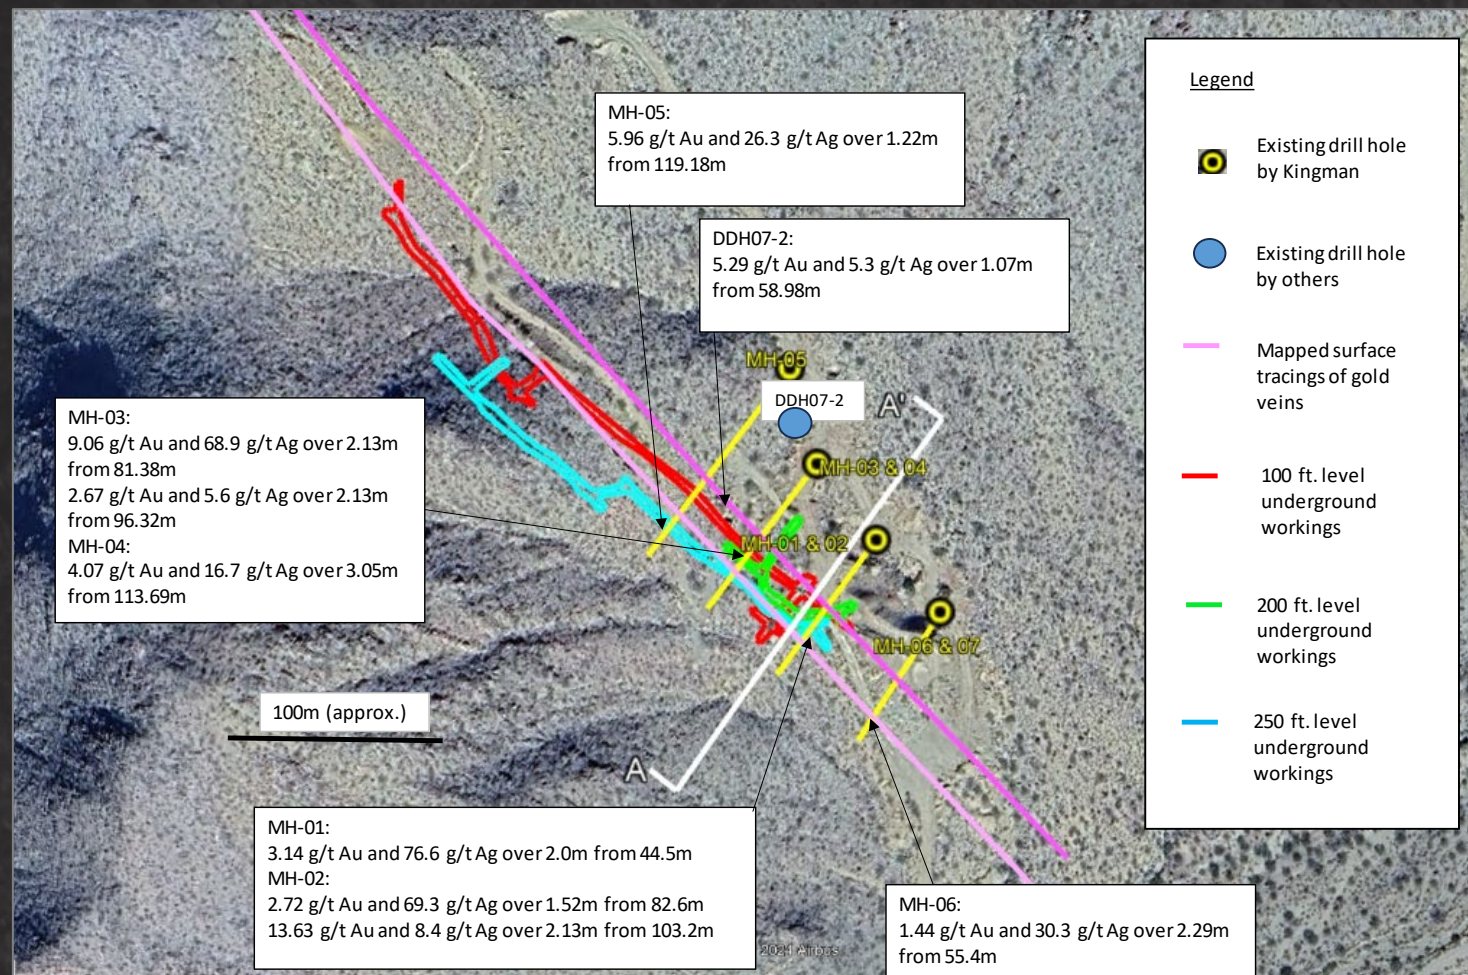 MH-05:
5.96 g/t Au and 26.3 g/t Ag over 1.22m
from 119.18m
DDH07-2:
5.29 g/t Au and 5.3 g/t Ag over 1.07m
from 58.98m
MH-05
DDH07-2
A'
MH-03 & 04
MH-01 & 02
MH-06 & 07
A
MH-03:
9.06 g/t Au and 68.9 g/t Ag over 2.13m
from 81.38m
2.67 g/t Au and 5.6 g/t Ag over 2.13m
from 96.32m
MH-04:
4.07 g/t Au and 16.7 g/t Ag over 3.05m
from 113.69m
100m (approx.)
MH-01:
3.14 g/t Au and 76.6 g/t Ag over 2.0m from 44.5m
MH-02:
2.72 g/t Au and 69.3 g/t Ag over 1.52m from 82.6m
13.63 g/t Au and 8.4 g/t Ag over 2.13m from 103.2m
2021 Airbus
MH-06:
1.44 g/t Au and 30.3 g/t Ag over 2.29m
from 55.4m
Legend
Existing drill hole
by Kingman
Existing drill hole
by others
Mapped surface
tracings of gold
veins
100 ft. level
underground
workings
200 ft. level
underground
workings
250 ft. level
underground
workings